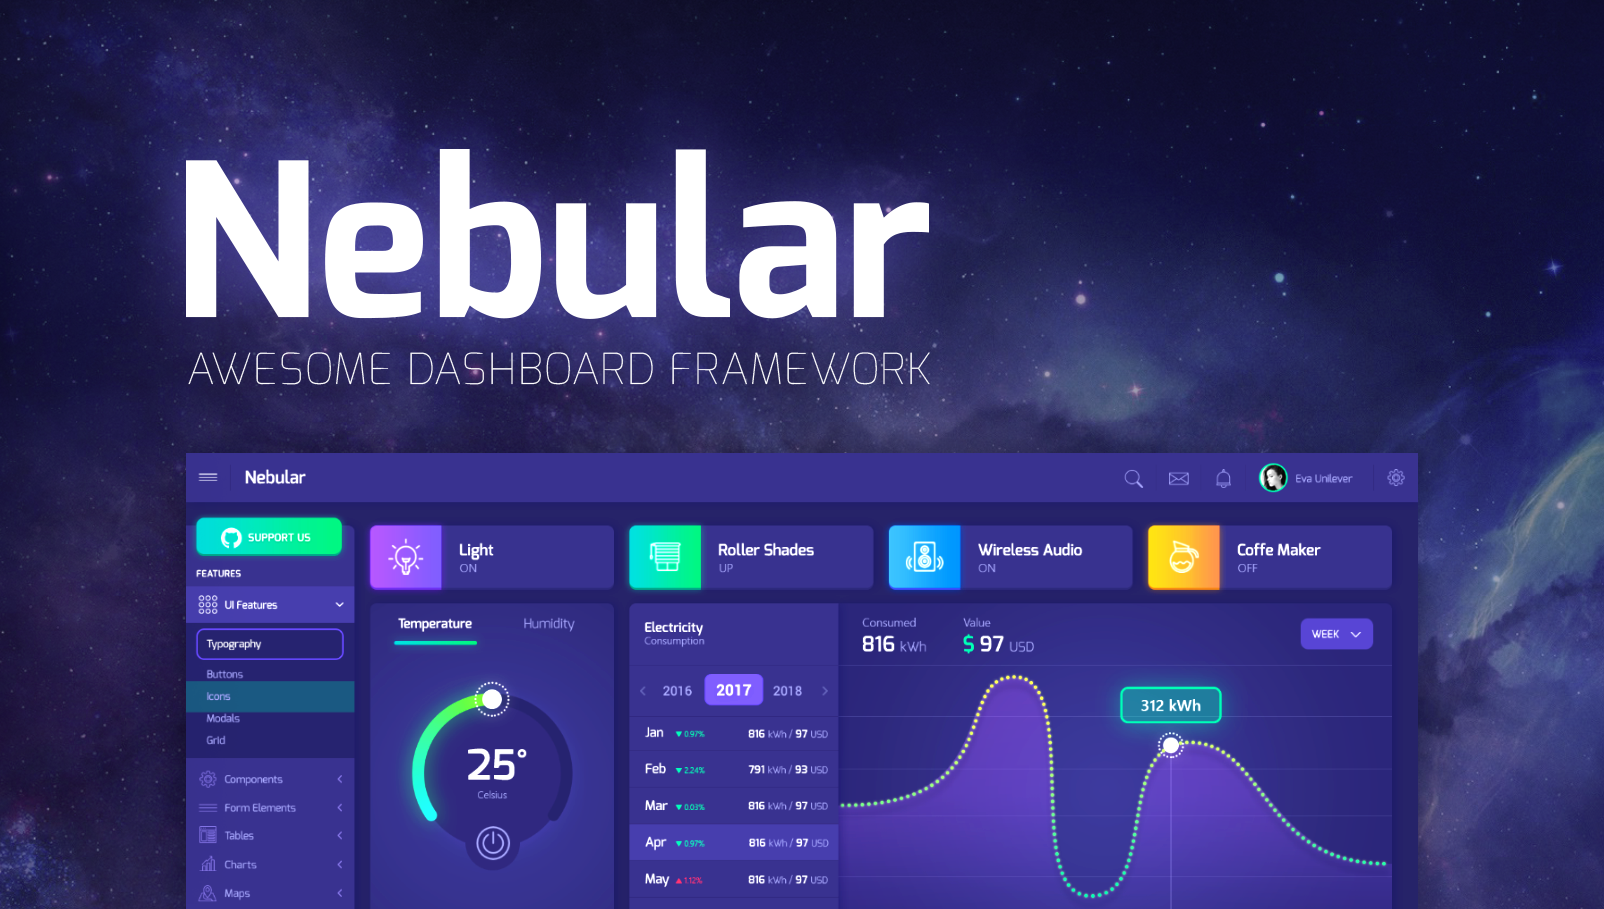 Nebular
AWESOME DASHBOARD FRAMEWORK
Nebular
Eva Unilever
SUPPORT US
FEATURES
UI Features
Typography
Buttons
Icons
Modals
Grid
Components
Form Elements
Tables
Charts
Maps
Light
ON
Roller Shades
UP
Wireless Audio
ON
Coffe Maker
OFF
Temperature Humidity
25°
Celsius
Electricity
Consumption
2016 2017 2018
Jan ▼ 0.97% 816 kWh / 97 USD
Feb ▼ 2.24% 791 kWh / 93 USD
Mar ▼ 0.03% 816 kWh / 97 USD
Apr ▼ 0.97% 816 kWh / 97 USD
May ▲ 1.12% 816 kWh / 97 USD
Consumed
816 kWh
Value
$ 97 USD
WEEK
312 kWh